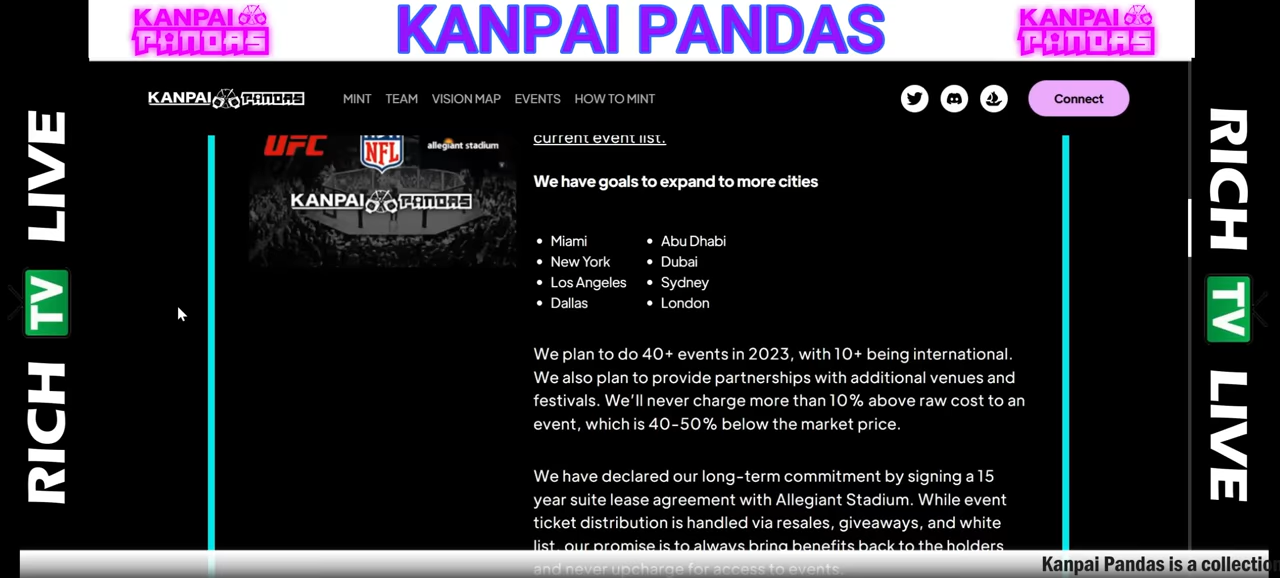 KANPAI PANDAS
KANPAI PANDAS
KANPAI PANDAS
KANPAI PANDAS
MINT
TEAM
VISION MAP
EVENTS
HOW TO MINT
Connect
RICH TV LIVE
UFC
NFL
allegiant stadium
KANPAI PANDAS
current event list.
We have goals to expand to more cities
• Miami
• New York
• Los Angeles
• Dallas
• Abu Dhabi
• Dubai
• Sydney
• London
We plan to do 40+ events in 2023, with 10+ being international.
We also plan to provide partnerships with additional venues and
festivals. We’ll never charge more than 10% above raw cost to an
event, which is 40-50% below the market price.
We have declared our long-term commitment by signing a 15
year suite lease agreement with Allegiant Stadium. While event
ticket distribution is handled via resales, giveaways, and white
list, our promise is to always bring benefits back to the holders
and never upcharge for access to events.
RICH TV LIVE
Kanpai Pandas is a collectio